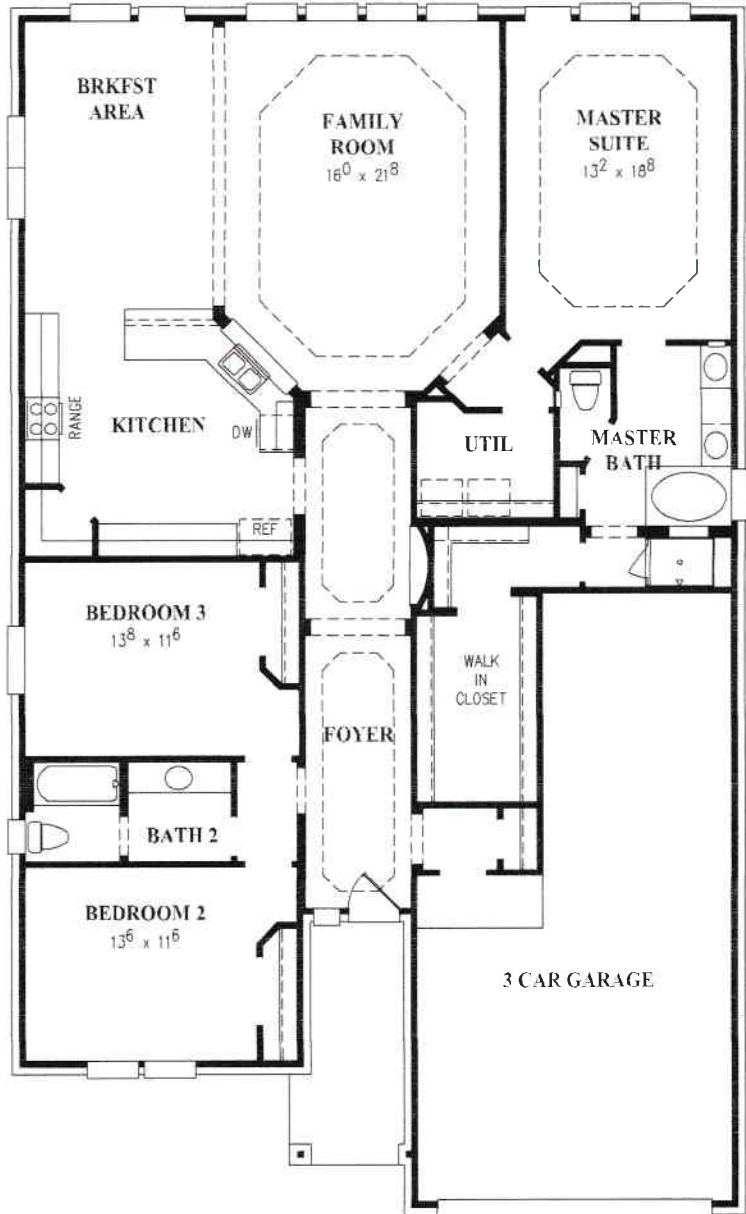 BRKFST
AREA
FAMILY
ROOM
16⁰ x 21⁸
MASTER
SUITE
13² x 18⁸
RANGE
KITCHEN
DW
UTIL
MASTER
BATH
REF
BEDROOM 3
13⁸ x 11⁶
WALK
IN
CLOSET
FOYER
BATH 2
BEDROOM 2
13⁶ x 11⁶
3 CAR GARAGE